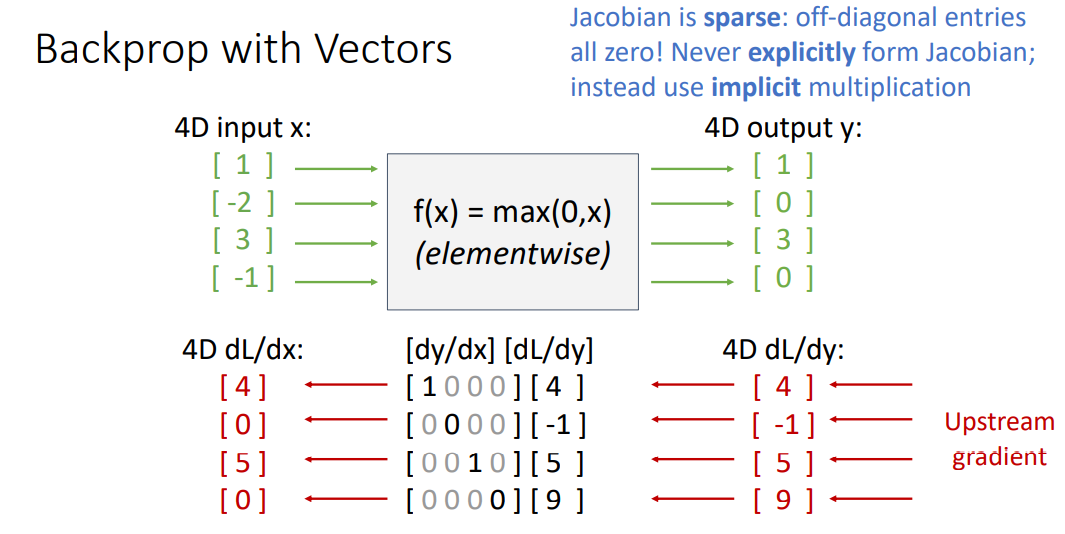 Backprop with Vectors
Jacobian is sparse: off-diagonal entries
all zero! Never explicitly form Jacobian;
instead use implicit multiplication
4D input x:
[ 1 ]
[ -2 ]
[ 3 ]
[ -1 ]
f(x) = max(0,x)
(elementwise)
4D output y:
[ 1 ]
[ 0 ]
[ 3 ]
[ 0 ]
4D dL/dx:
[ 4 ]
[ 0 ]
[ 5 ]
[ 0 ]
[dy/dx] [dL/dy]
[ 1 0 0 0 ] [ 4 ]
[ 0 0 0 0 ] [ -1 ]
[ 0 0 1 0 ] [ 5 ]
[ 0 0 0 0 ] [ 9 ]
4D dL/dy:
[ 4 ]
[ -1 ]
[ 5 ]
[ 9 ]
Upstream
gradient